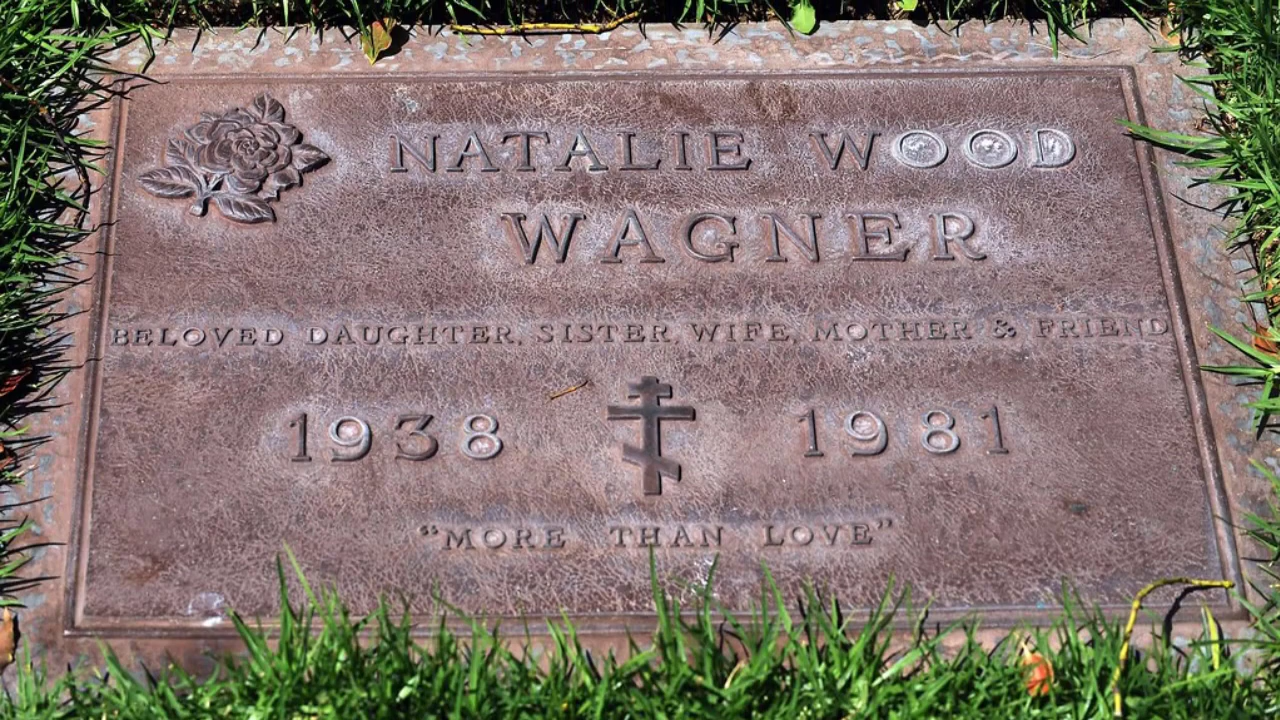 NATALIE WOOD
WAGNER
BELOVED DAUGHTER, SISTER, WIFE, MOTHER & FRIEND
1938 1981
“MORE THAN LOVE”